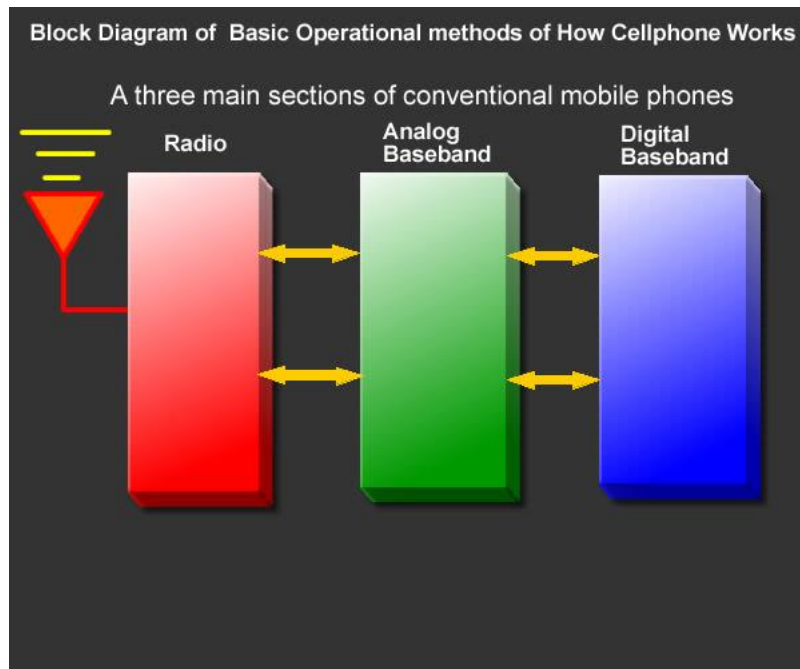 Block Diagram of Basic Operational methods of How Cellphone Works
A three main sections of conventional mobile phones
Radio
Analog
Baseband
Digital
Baseband